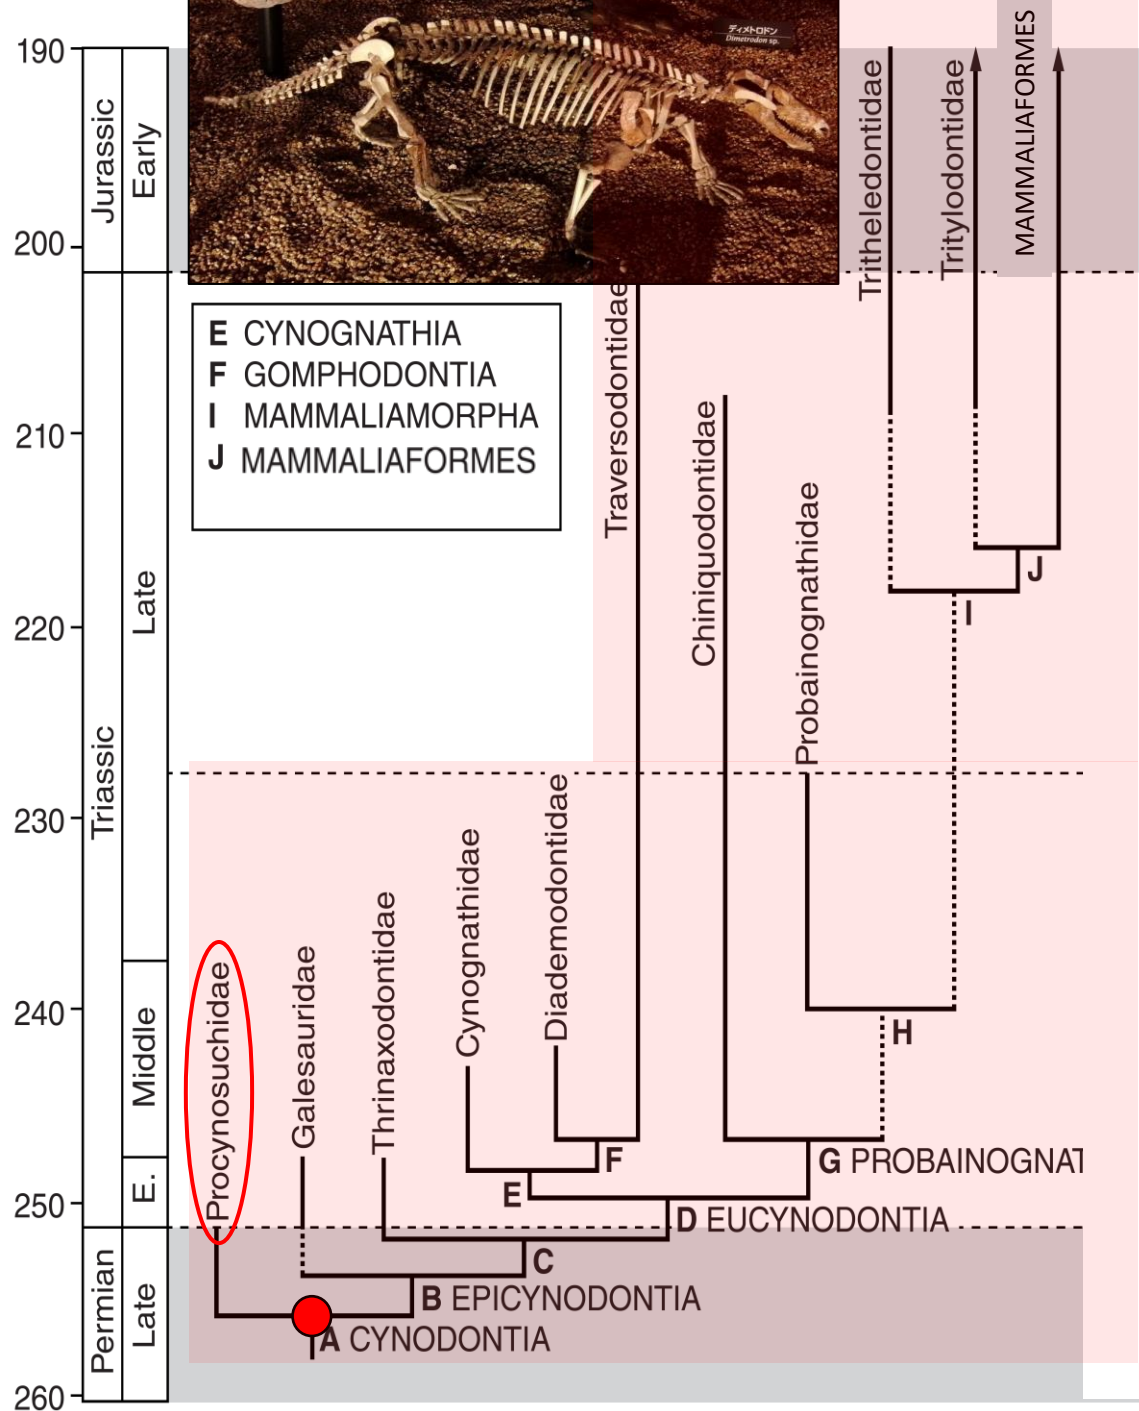 190
200
210
220
230
240
250
260
Jurassic
Early
Triassic
Late
Middle
E.
Permian
Late
ディメトロドン
Dimetrodon sp.
E CYNOGNATHIA
F GOMPHODONTIA
I MAMMALIAMORPHA
J MAMMALIAFORMES
Procynosuchidae
Galesauridae
Thrinaxodontidae
Cynognathidae
Diademodontidae
Traversodontidae
Chiniquodontidae
Probainognathidae
Tritheledontidae
Tritylodontidae
MAMMALIAFORMES
J
I
H
F
G PROBAINOGNAT
E
D EUCYNODONTIA
C
B EPICYNODONTIA
A CYNODONTIA